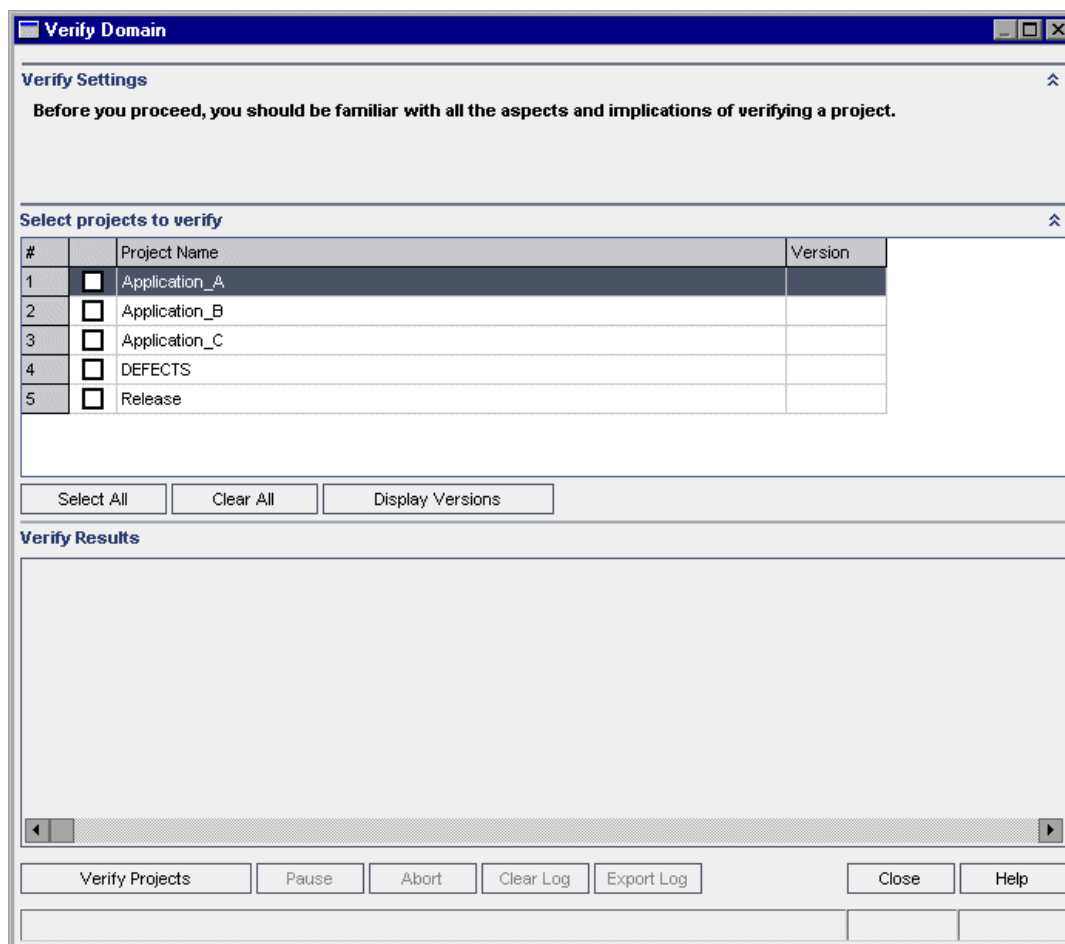 Verify Domain
Verify Settings
Before you proceed, you should be familiar with all the aspects and implications of verifying a project.
Select projects to verify
# Project Name Version
1 Application_A
2 Application_B
3 Application_C
4 DEFECTS
5 Release
Select All Clear All Display Versions
Verify Results
Verify Projects Pause Abort Clear Log Export Log Close Help